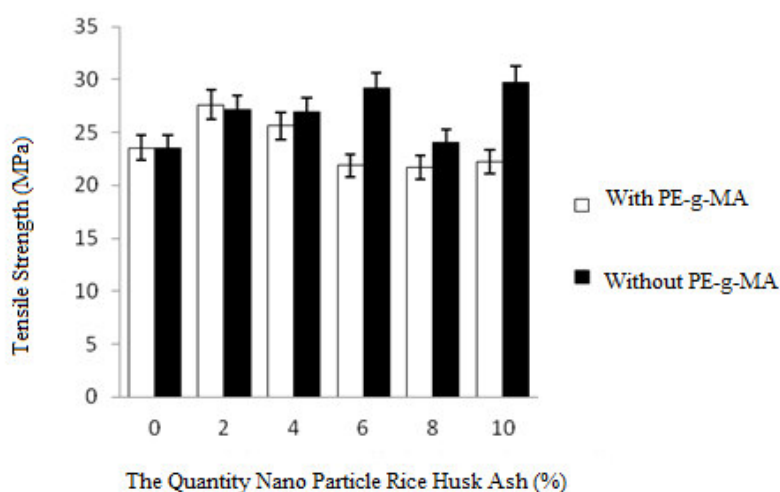 35
30
25
20
15
10
5
0
Tensile Strength (MPa)
0 2 4 6 8 10
The Quantity Nano Particle Rice Husk Ash (%)
With PE-g-MA
Without PE-g-MA